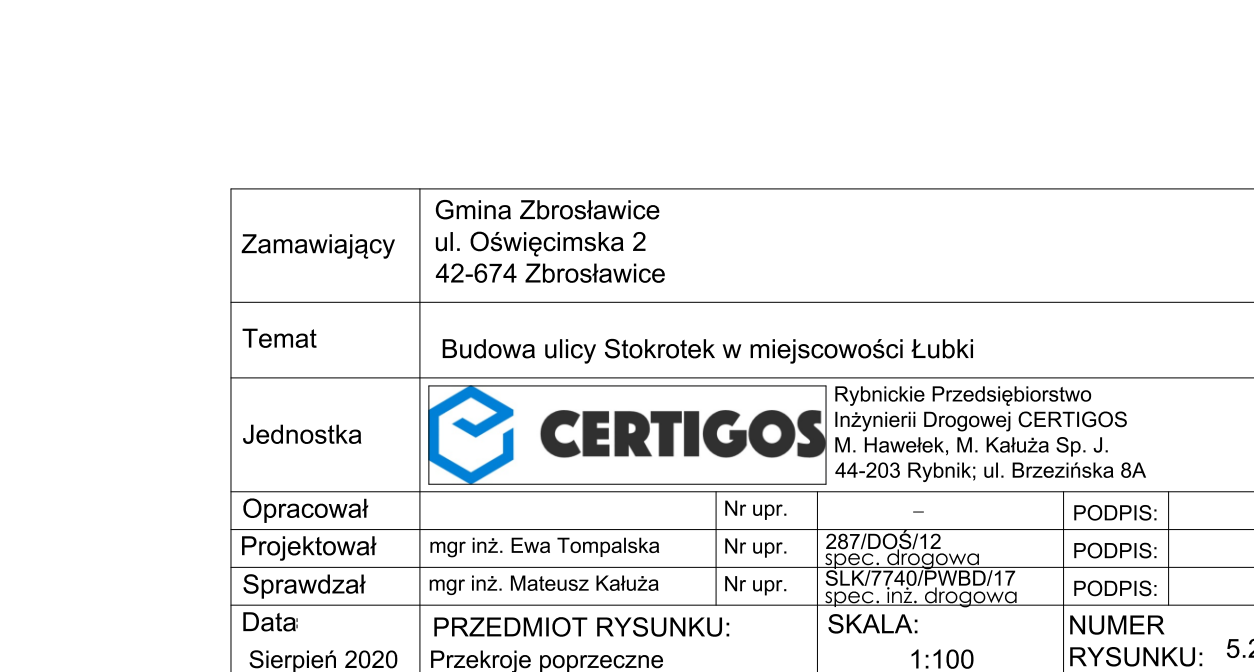 Zamawiający
Gmina Zbrosławice
ul. Oświęcimska 2
42-674 Zbrosławice
Temat
Budowa ulicy Stokrotek w miejscowości Łubki
Jednostka
CERTIGOS
Rybnickie Przedsiębiorstwo
Inżynierii Drogowej CERTIGOS
M. Hawełek, M. Kałuża Sp. J.
44-203 Rybnik; ul. Brzezińska 8A
Opracował Nr upr. – PODPIS:
Projektował mgr inż. Ewa Tompalska Nr upr. 287/DOŚ/12 PODPIS:
spec. drogowa
Sprawdzał mgr inż. Mateusz Kałuża Nr upr. SLK/7740/PWBD/17 PODPIS:
spec. inż. drogowa
Data:
Sierpień 2020
PRZEDMIOT RYSUNKU:
Przekroje poprzeczne
SKALA:
1:100
NUMER
RYSUNKU: